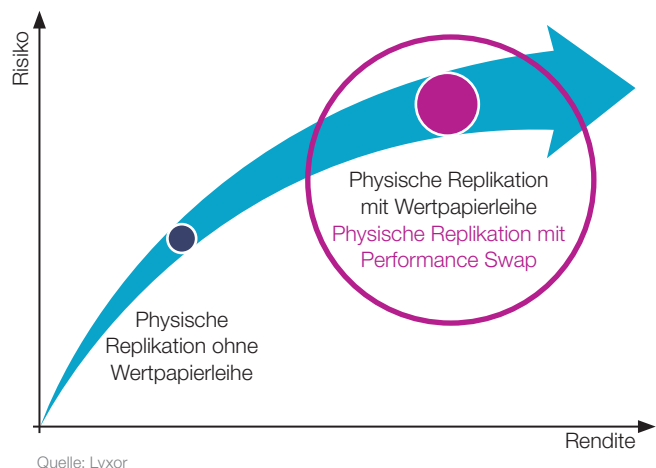 Risiko
Physische Replikation
mit Wertpapierleihe
Physische Replikation mit
Performance Swap
Physische
Replikation ohne
Wertpapierleihe
Rendite
Quelle: Lyxor